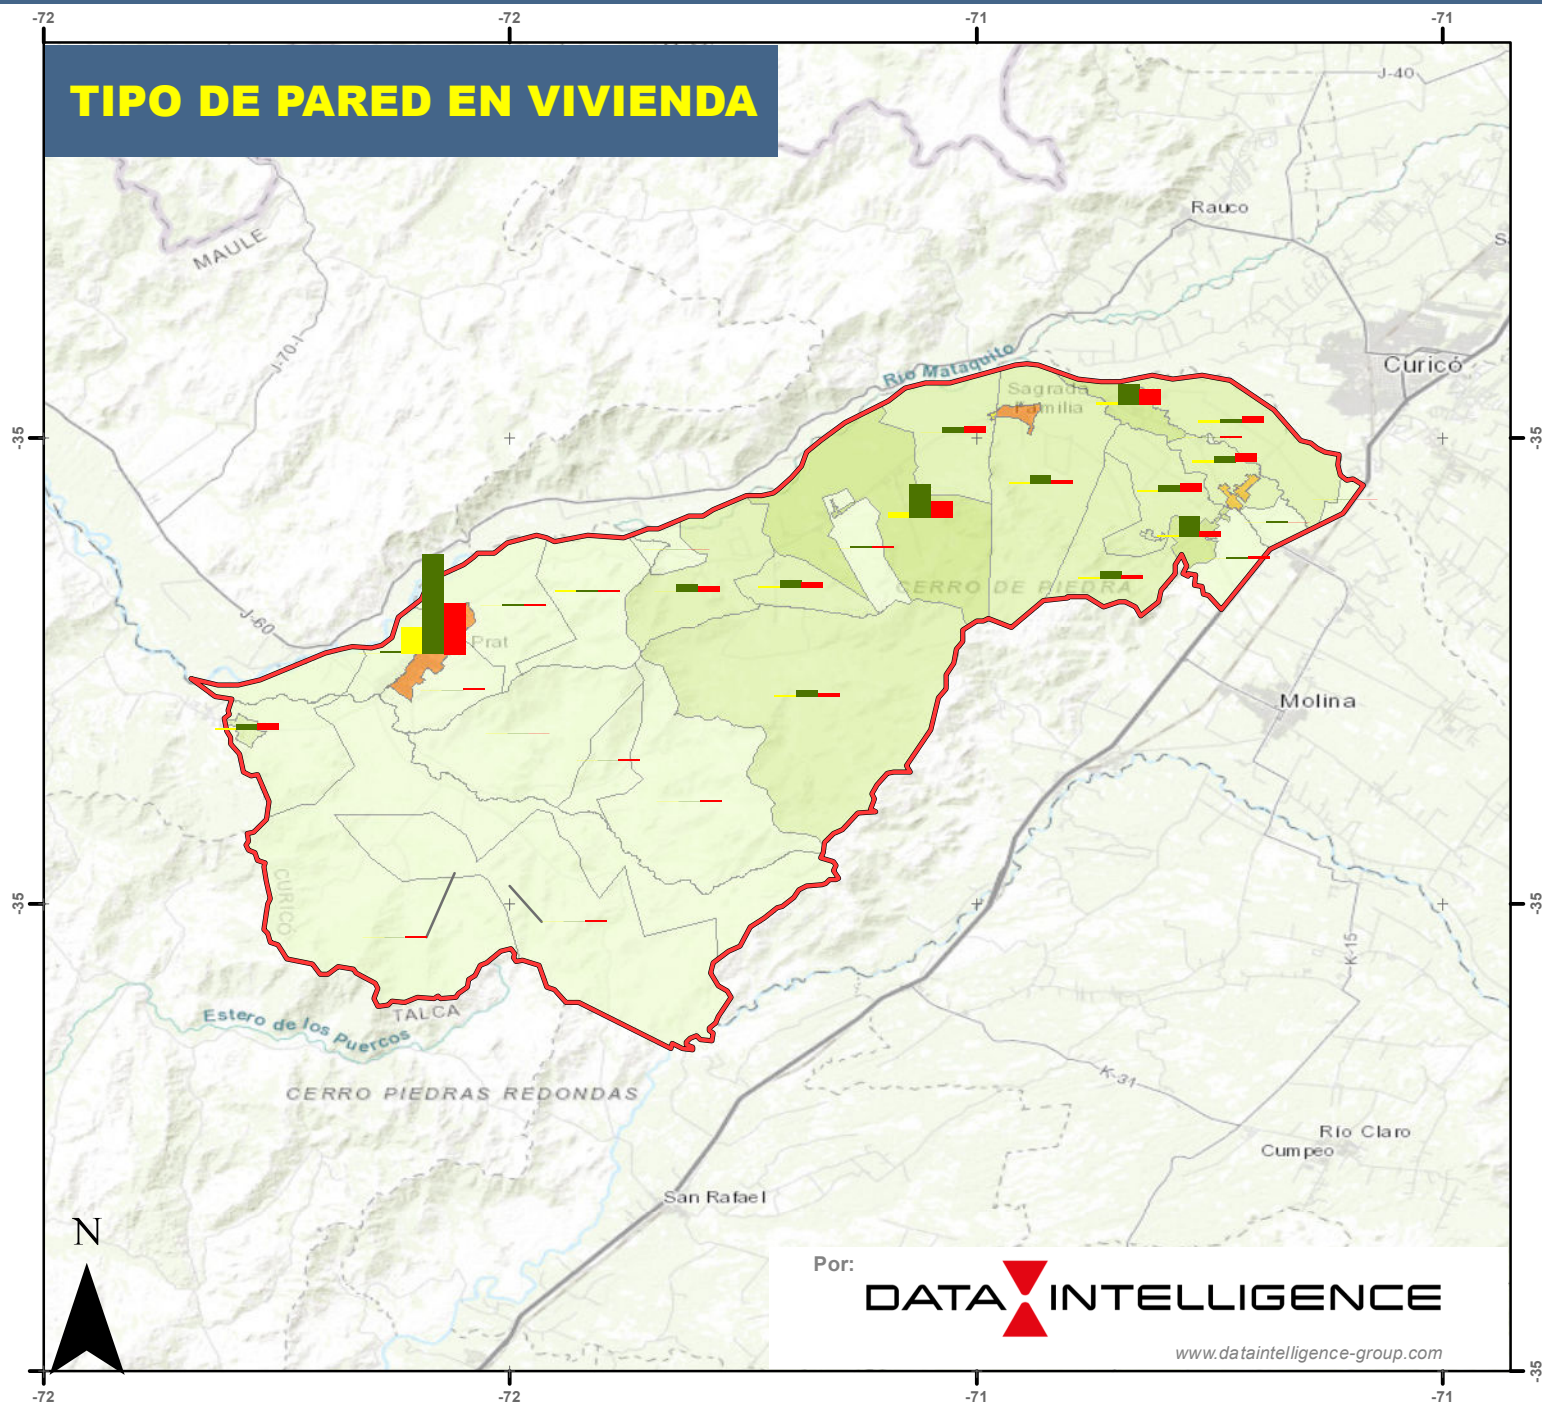 -72
-72
-71
-71
TIPO DE PARED EN VIVIENDA
J-40
Rauco
MAULE
J-70-I
Río Mataquito
Curicó
Sagrada
Familia
-35
-35
CERRO DE PIEDRA
J-60
Prat
Molina
CURICÓ
-35
-35
K-15
TALCA
Estero de los Puercos
CERRO PIEDRAS REDONDAS
K-31
Río Claro
Cumpeo
San Rafael
N
Por:
DATA INTELLIGENCE
www.dataintelligence-group.com
-35
-72
-72
-71
-71